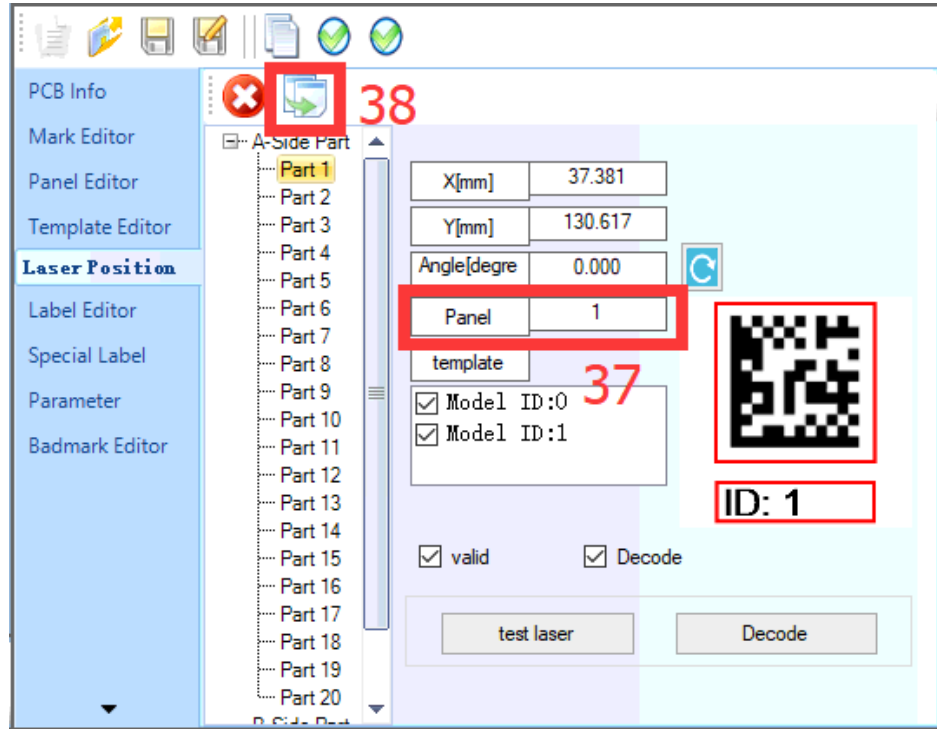 38
PCB Info
Mark Editor
Panel Editor
Template Editor
Laser Position
Label Editor
Special Label
Parameter
Badmark Editor
A-Side Part
Part 1
Part 2
Part 3
Part 4
Part 5
Part 6
Part 7
Part 8
Part 9
Part 10
Part 11
Part 12
Part 13
Part 14
Part 15
Part 16
Part 17
Part 18
Part 19
Part 20
B-Side Part
X[mm] 37.381
Y[mm] 130.617
Angle[degre 0.000
Panel 1
37
template
Model ID:0
Model ID:1
ID: 1
valid Decode
test laser Decode